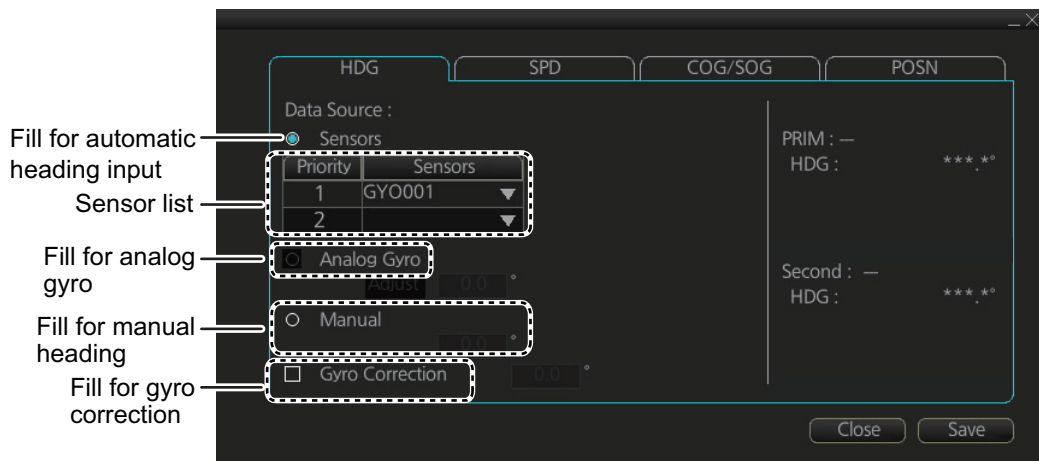 HDG SPD COG/SOG POSN
Data Source :
Fill for automatic
heading input
Sensors
Priority Sensors
1 GYO001
2
Sensor list
Fill for analog
gyro
Analog Gyro
Adjust 0.0 °
Fill for manual
heading
Manual
0.0 °
Fill for gyro
correction
Gyro Correction 0.0 °
PRIM : —
HDG : ***.*°
Second : —
HDG : ***.*°
Close Save